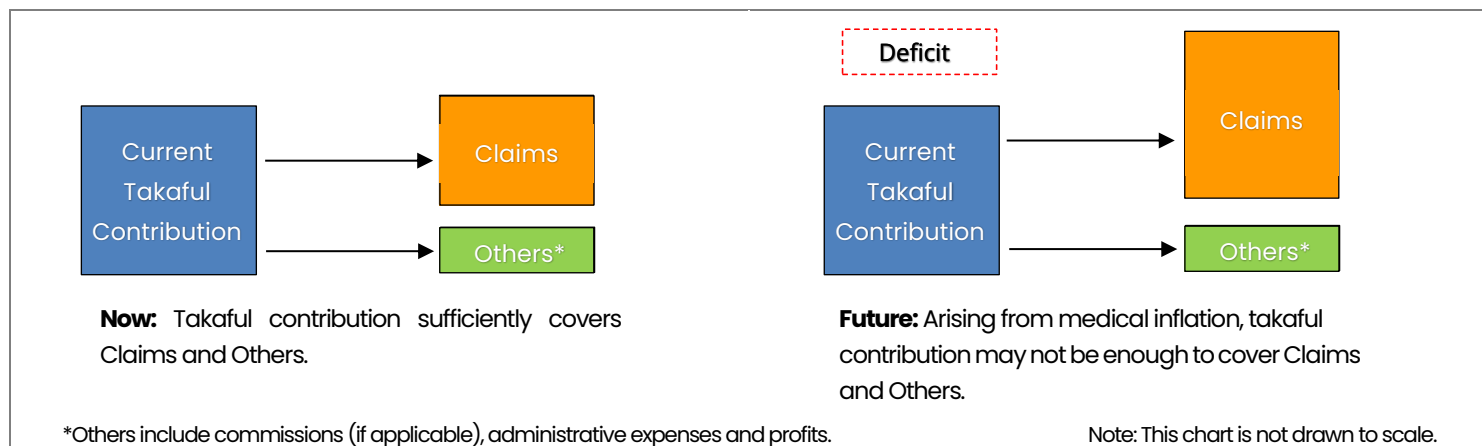 Current
Takaful
Contribution
Claims
Others*
Now: Takaful contribution sufficiently covers
Claims and Others.
Deficit
Current
Takaful
Contribution
Claims
Others*
Future: Arising from medical inflation, takaful
contribution may not be enough to cover Claims
and Others.
*Others include commissions (if applicable), administrative expenses and profits.
Note: This chart is not drawn to scale.